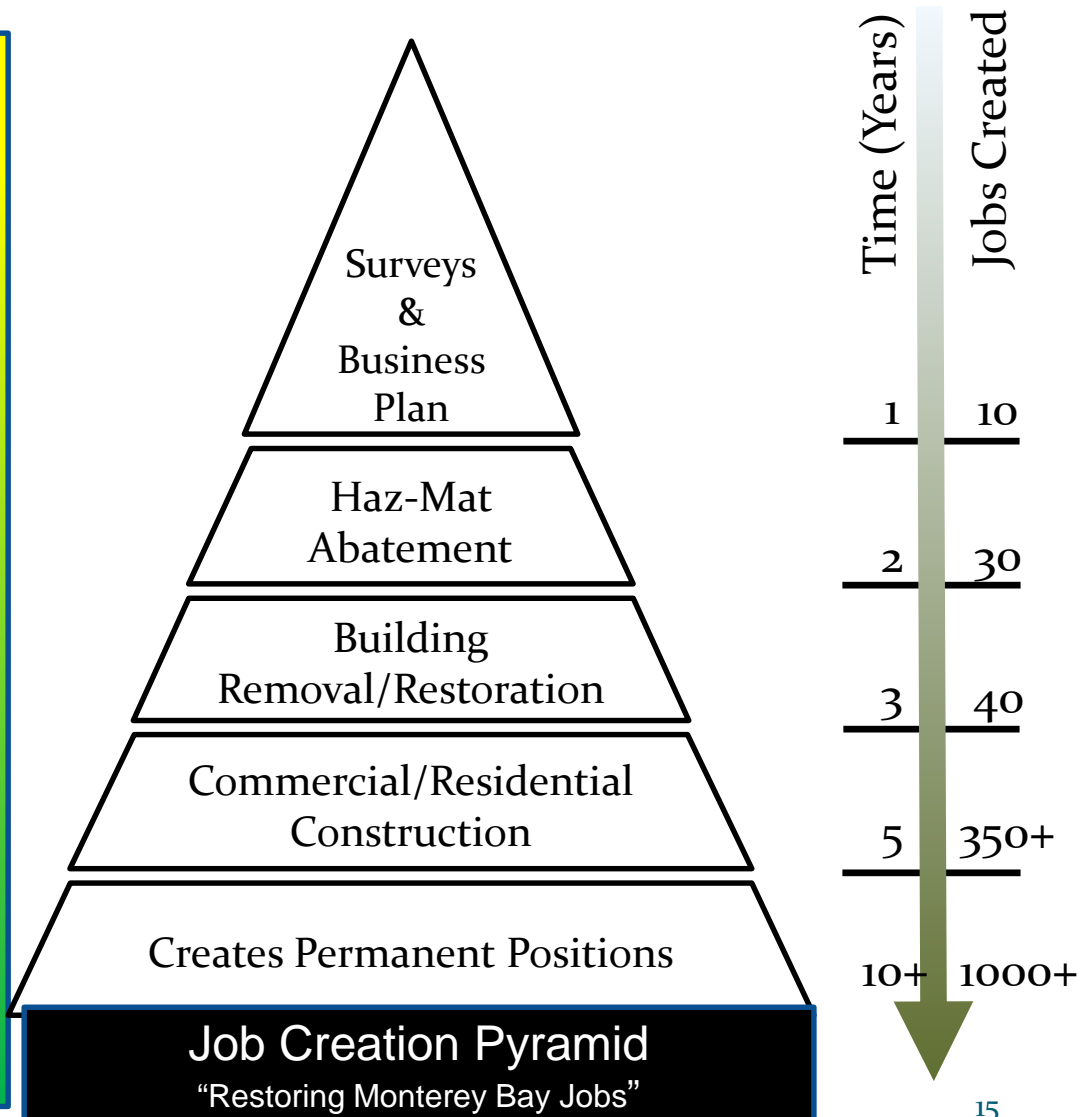 Time (Years)
Jobs Created
Surveys
&
Business
Plan
1 10
Haz-Mat
Abatement
2 30
Building
Removal/Restoration
3 40
Commercial/Residential
Construction
5 350+
Creates Permanent Positions
10+ 1000+
Job Creation Pyramid
“Restoring Monterey Bay Jobs”
15